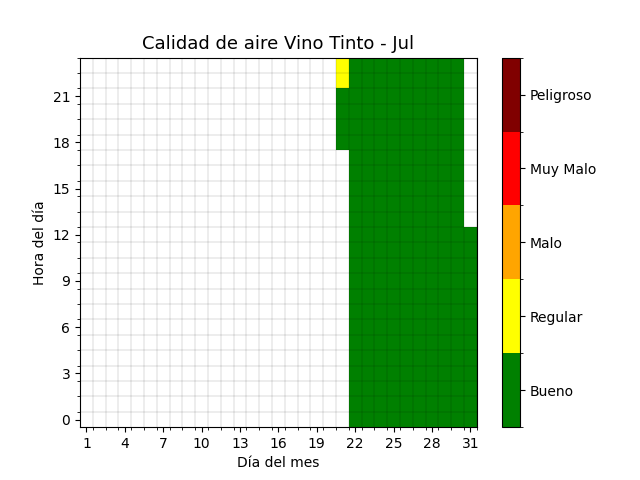 Calidad de aire Vino Tinto - Jul
Hora del día
21
18
15
12
9
6
3
0
1 4 7 10 13 16 19 22 25 28 31
Día del mes
Peligroso
Muy Malo
Malo
Regular
Bueno